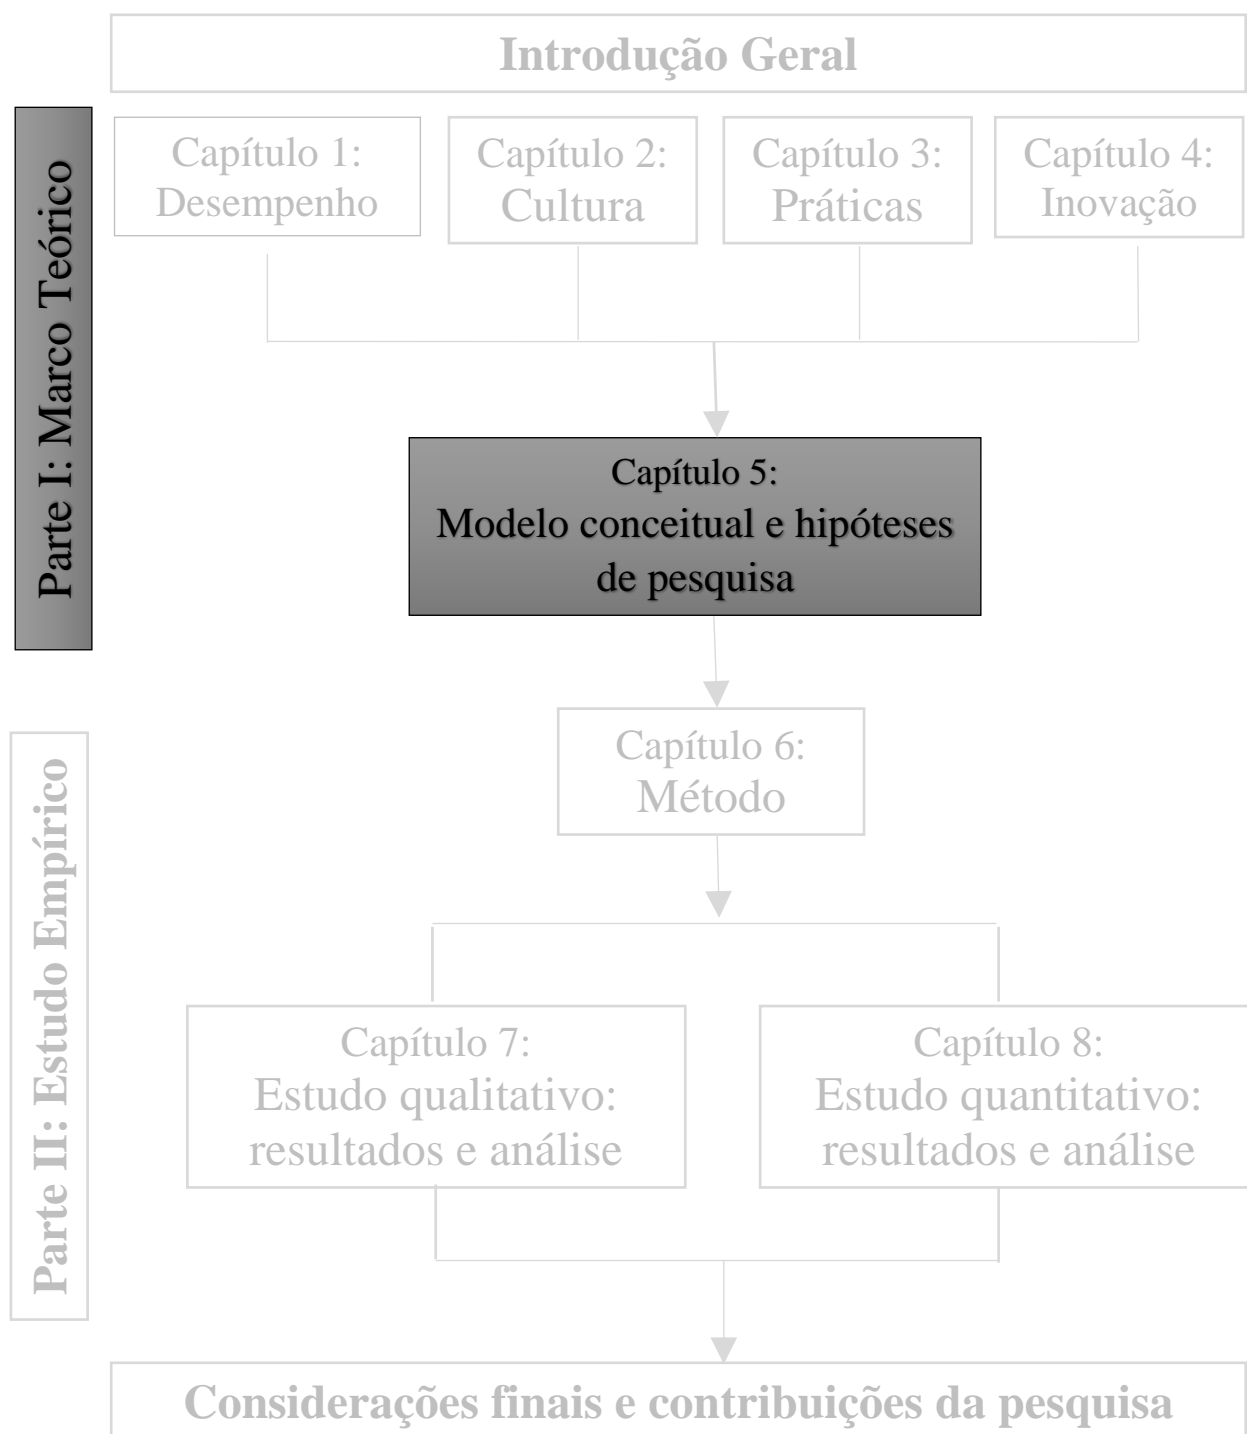 Introdução Geral
Parte I: Marco Teórico
Capítulo 1:
Desempenho
Capítulo 2:
Cultura
Capítulo 3:
Práticas
Capítulo 4:
Inovação
Capítulo 5:
Modelo conceitual e hipóteses
de pesquisa
Parte II: Estudo Empírico
Capítulo 6:
Método
Capítulo 7:
Estudo qualitativo:
resultados e análise
Capítulo 8:
Estudo quantitativo:
resultados e análise
Considerações finais e contribuições da pesquisa